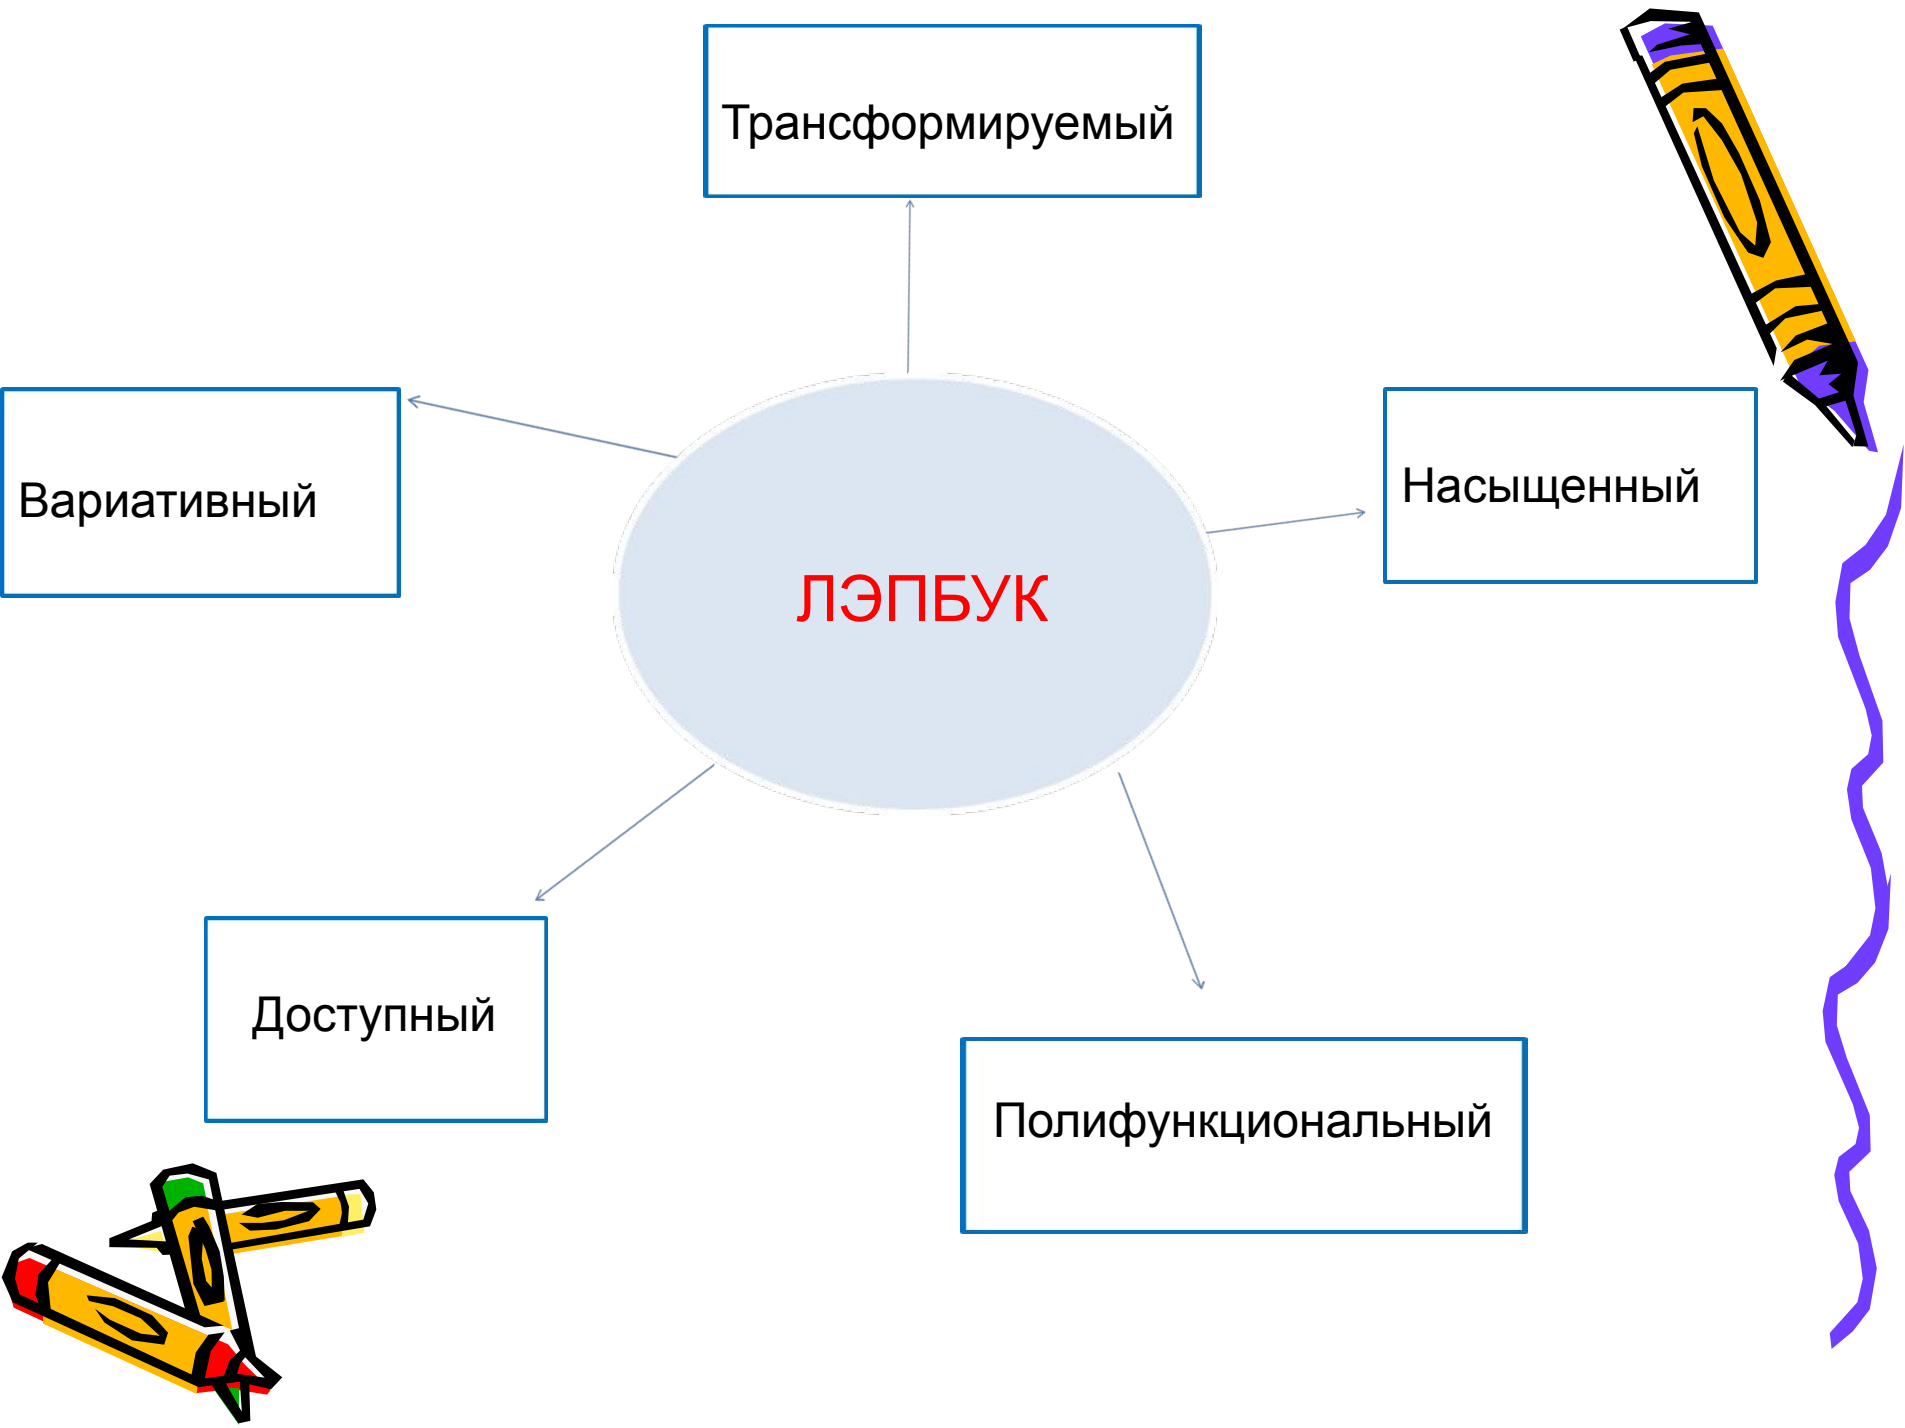 Трансформируемый
Вариативный
Насыщенный
ЛЭПБУК
Доступный
Полифункциональный